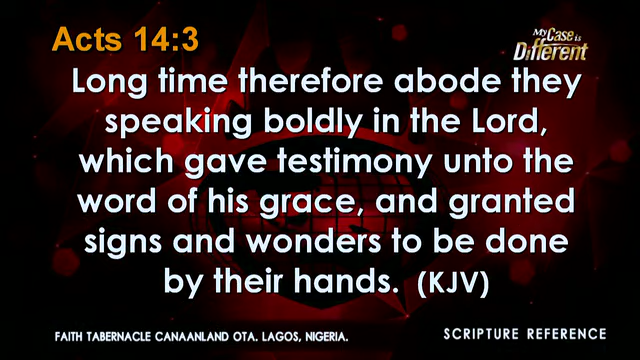 Acts 14:3
My Case is
Different
Long time therefore abode they
speaking boldly in the Lord,
which gave testimony unto the
word of his grace, and granted
signs and wonders to be done
by their hands. (KJV)
FAITH TABERNACLE CANAANLAND OTA. LAGOS, NIGERIA.
SCRIPTURE REFERENCE